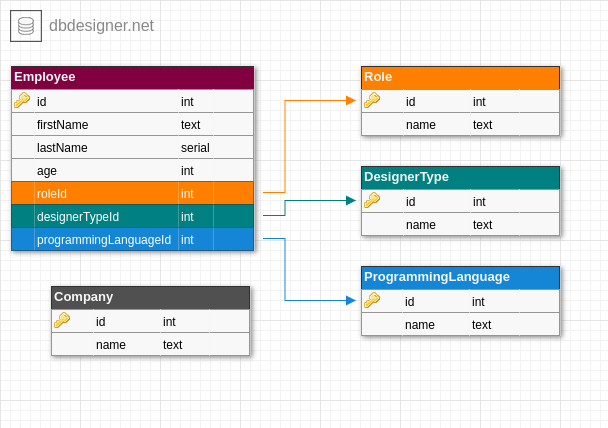 dbdesigner.net
Employee
id int
firstName text
lastName serial
age int
roleId int
designerTypeId int
programmingLanguageId int
Company
id int
name text
Role
id int
name text
DesignerType
id int
name text
ProgrammingLanguage
id int
name text